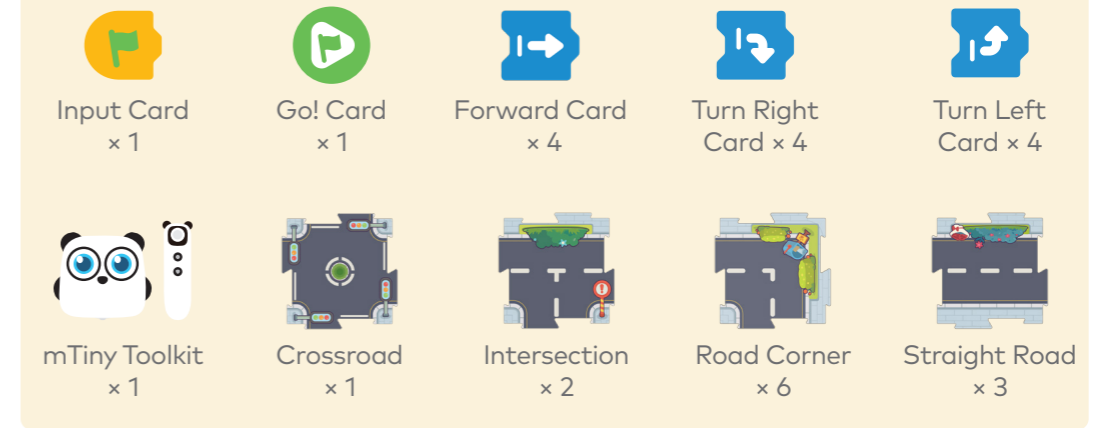 Input Card
× 1
Go! Card
× 1
Forward Card
× 4
Turn Right
Card × 4
Turn Left
Card × 4
mTiny Toolkit
× 1
Crossroad
× 1
Intersection
× 2
Road Corner
× 6
Straight Road
× 3